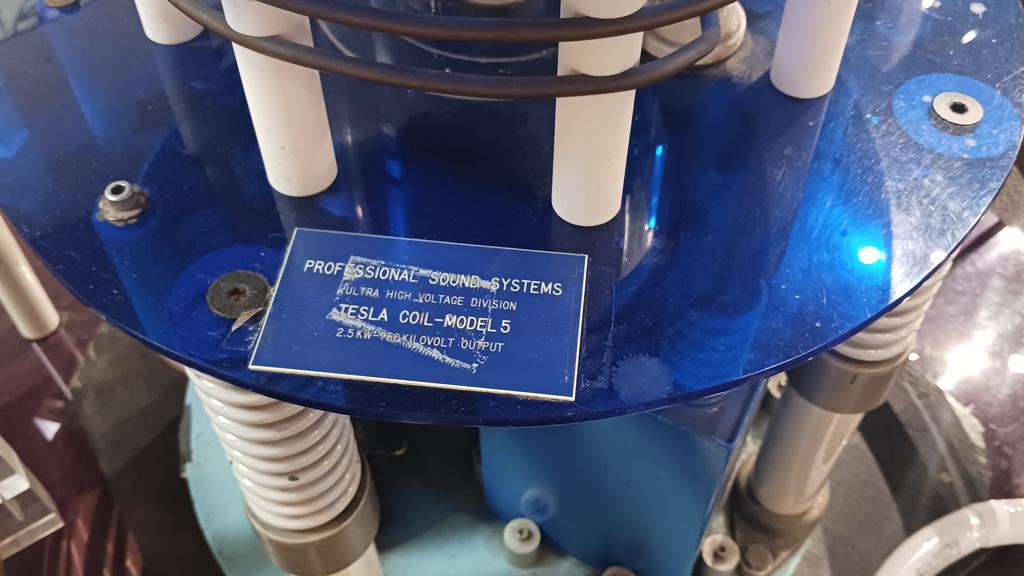 PROFESSIONAL SOUND SYSTEMS
ULTRA HIGH VOLTAGE DIVISION
TESLA COIL-MODEL 5
2.5 KW KILOVOLT OUTPUT